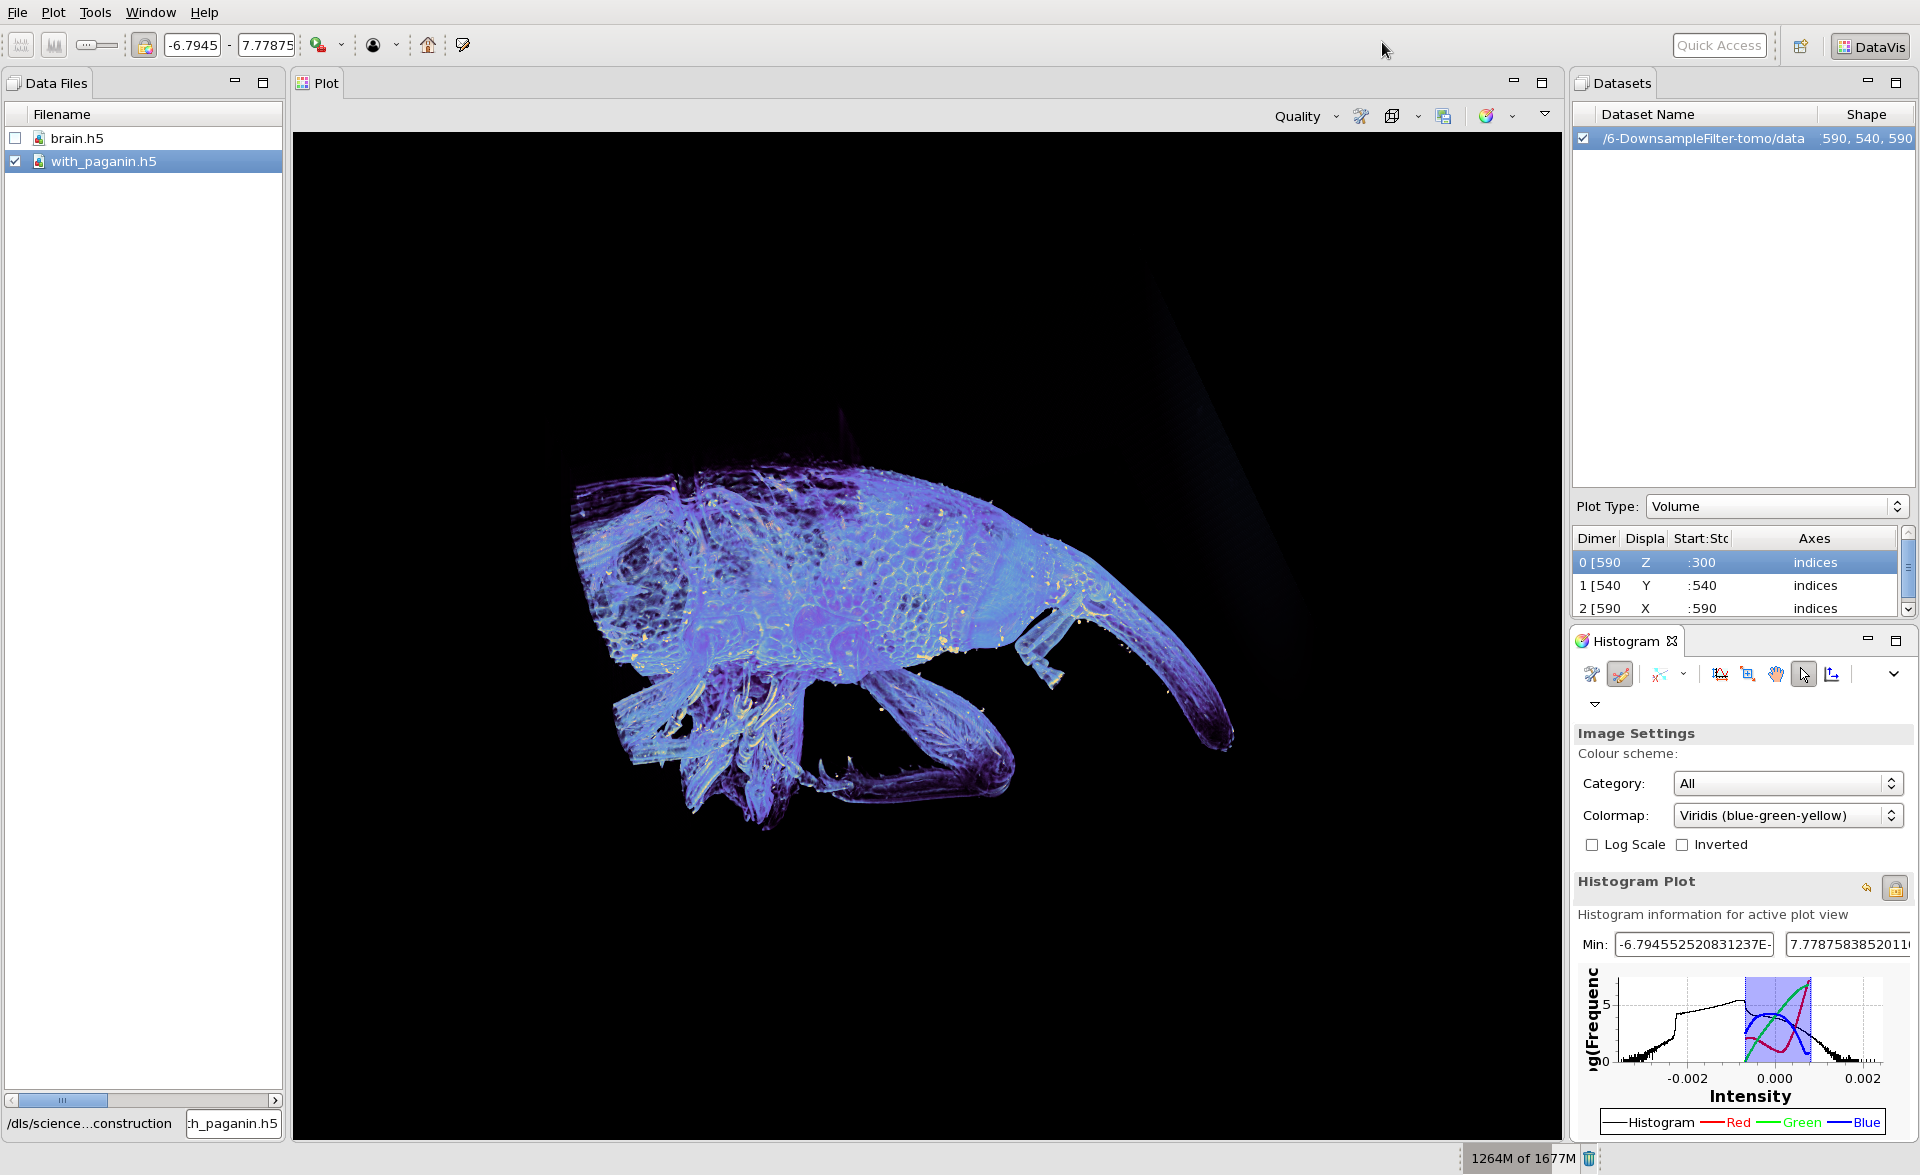 File Plot Tools Window Help
-6.7945 - 7.77875
Quick Access
DataVis
Data Files
Filename
brain.h5
with_paganin.h5
/dls/science...construction
th_paganin.h5
Plot
Quality
Datasets
Dataset Name Shape
/6-DownsampleFilter-tomo/data 590, 540, 590
Plot Type: Volume
Dimer Displa Start:Stc Axes
0 [590 Z :300 indices
1 [540 Y :540 indices
2 [590 X :590 indices
Histogram
Image Settings
Colour scheme:
Category: All
Colormap: Viridis (blue-green-yellow)
Log Scale Inverted
Histogram Plot
Histogram information for active plot view
Min: -6.794552520831237E- 7.7787583852011
og(Frequenc
5
0
-0.002 0.000 0.002
Intensity
Histogram Red Green Blue
1264M of 1677M